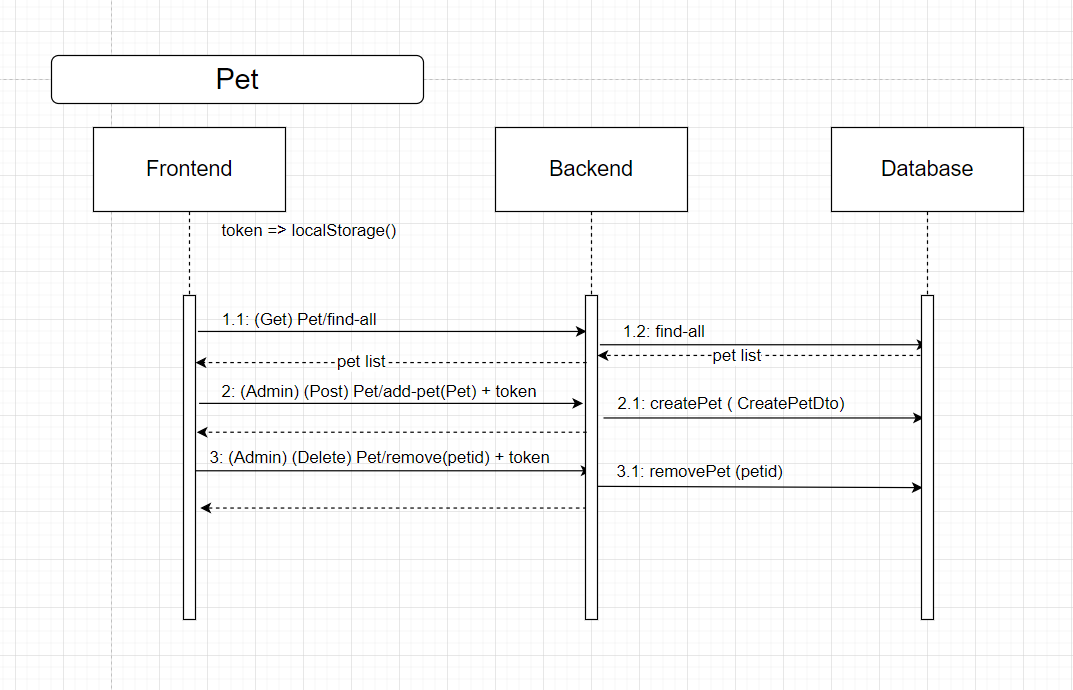 Pet
Frontend
Backend
Database
token => localStorage()
1.1: (Get) Pet/find-all
1.2: find-all
pet list
pet list
2: (Admin) (Post) Pet/add-pet(Pet) + token
2.1: createPet ( CreatePetDto)
3: (Admin) (Delete) Pet/remove(petid) + token
3.1: removePet (petid)